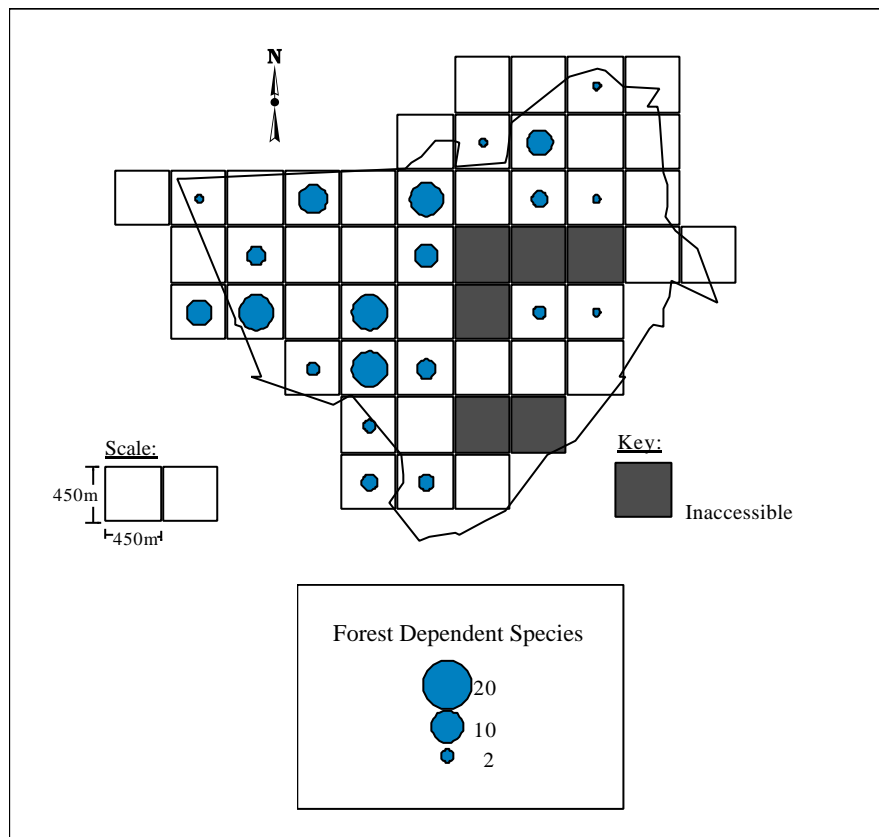 N
Scale:
450m
450m
Key:
Inaccessible
Forest Dependent Species
20
10
2